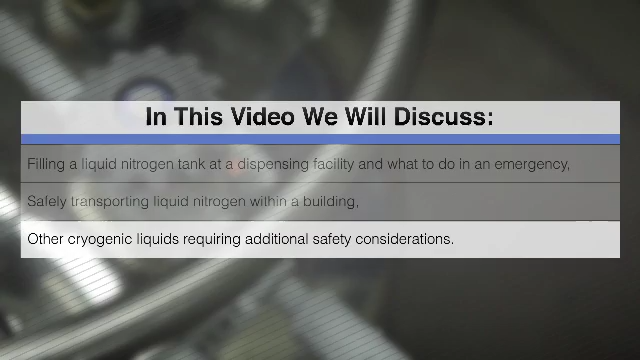 In This Video We Will Discuss:
Filling a liquid nitrogen tank at a dispensing facility and what to do in an emergency,
Safely transporting liquid nitrogen within a building,
Other cryogenic liquids requiring additional safety considerations.